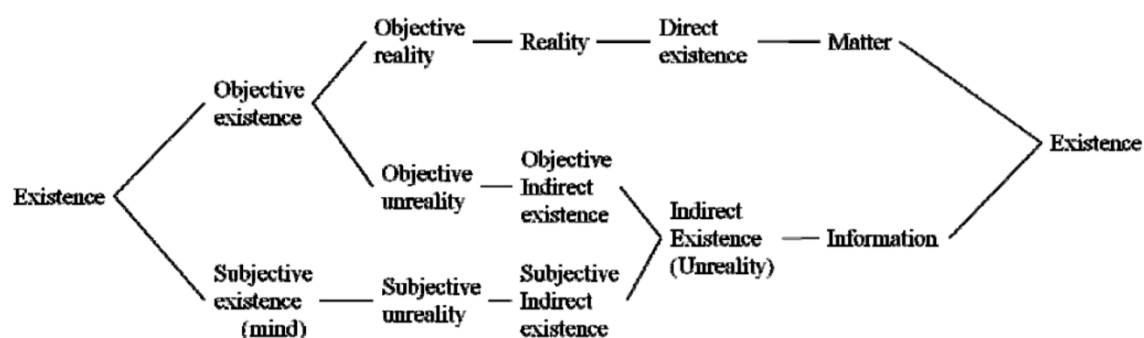 Objective
reality
Reality
Direct
existence
Matter
Objective
existence
Existence
Objective
unreality
Objective
Indirect
existence
Existence
Indirect
Existence
(Unreality)
Information
Subjective
existence
(mind)
Subjective
unreality
Subjective
Indirect
existence